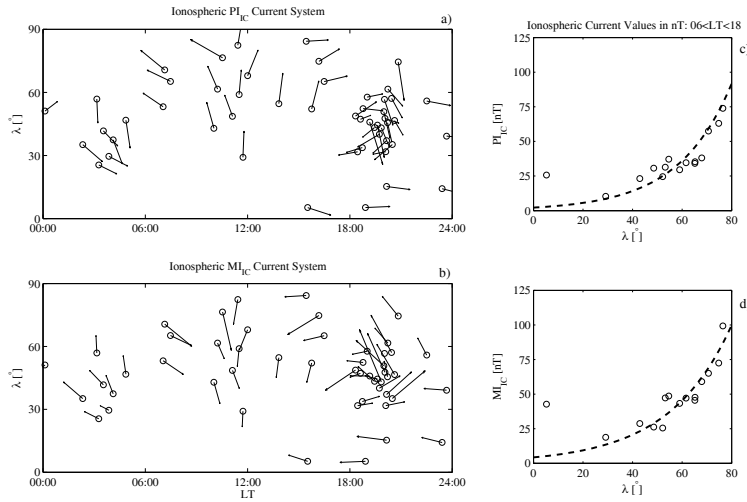 Ionospheric PI_IC Current System
a)
90
60
30
0
λ [°]
00:00 06:00 12:00 18:00 24:00
Ionospheric MI_IC Current System
b)
90
60
30
0
λ [°]
00:00 06:00 12:00 18:00 24:00
LT
Ionospheric Current Values in nT: 06<LT<18
c)
125
100
75
50
25
0
PI_IC [nT]
0 20 40 60 80
λ [°]
d
125
100
75
50
25
0
MI_IC [nT]
0 20 40 60 80
λ [°]